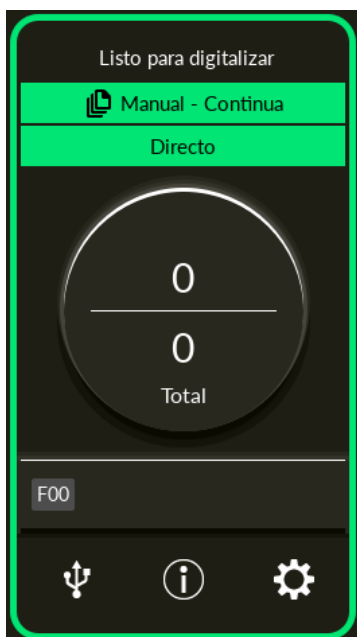 Listo para digitalizar
Manual - Continua
Directo
0
0
Total
F00